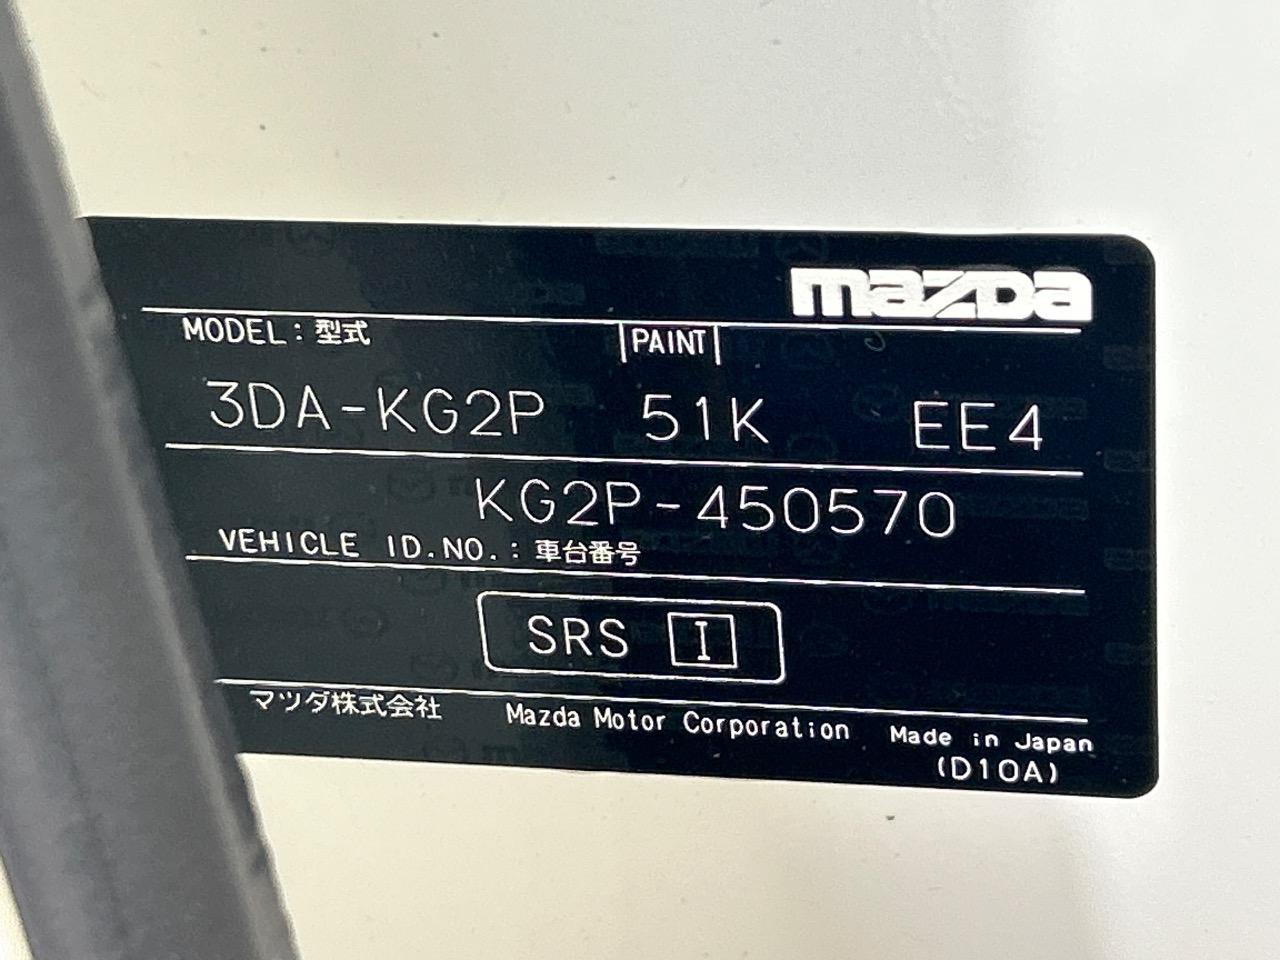 mazda
MODEL:型式 PAINT
3DA-KG2P 51K EE4
KG2P-450570
VEHICLE ID.NO.:車台番号
SRS I
マツダ株式会社 Mazda Motor Corporation Made in Japan
(D10A)